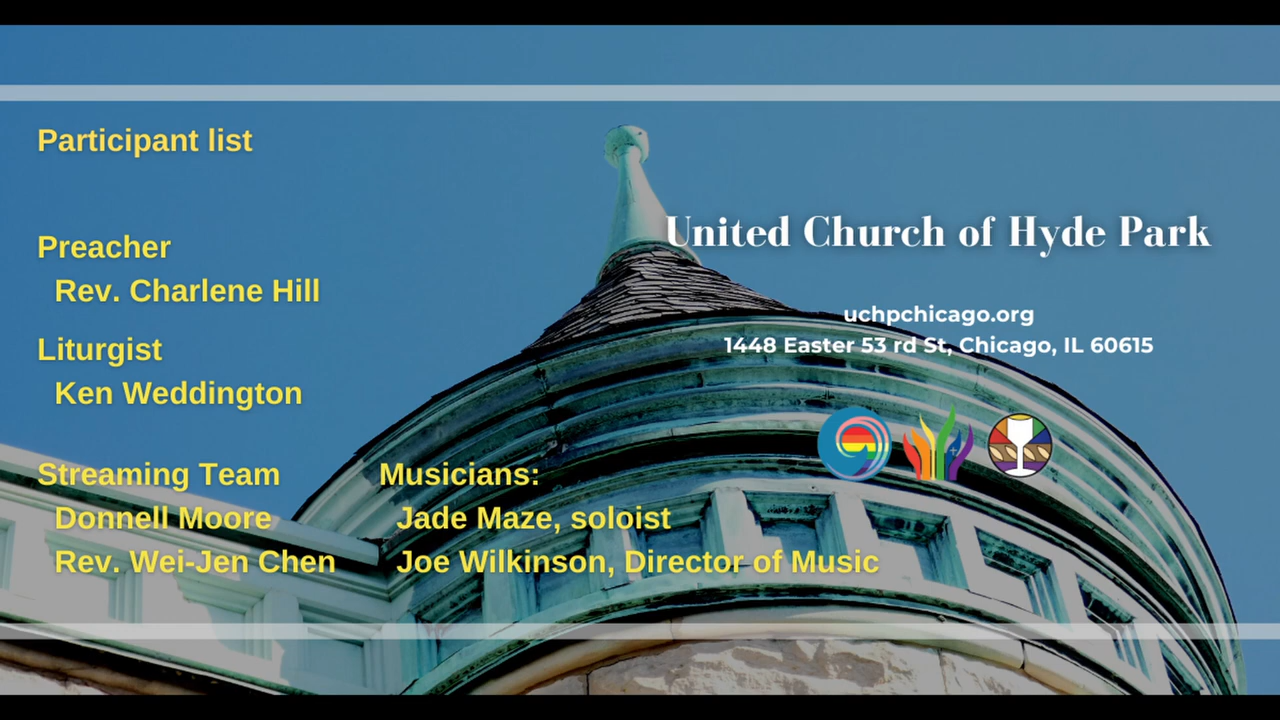 Participant list
Preacher
Rev. Charlene Hill
Liturgist
Ken Weddington
Streaming Team
Donnell Moore
Rev. Wei-Jen Chen
Musicians:
Jade Maze, soloist
Joe Wilkinson, Director of Music
United Church of Hyde Park
uchpchicago.org
1448 Easter 53 rd St, Chicago, IL 60615